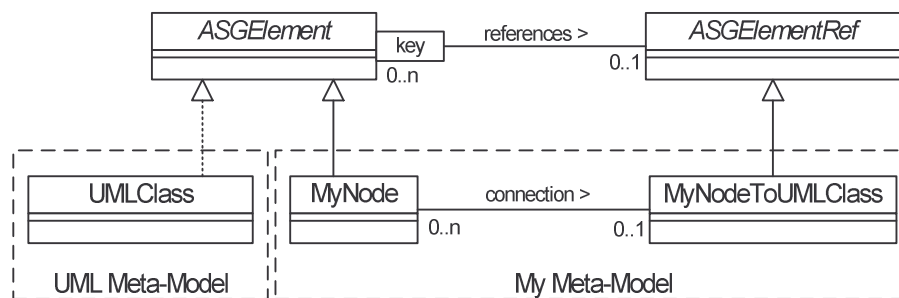 ASGElement
key
references >
ASGElementRef
0..n
0..1
UMLClass
MyNode
connection >
MyNodeToUMLClass
0..n
0..1
UML Meta-Model
My Meta-Model